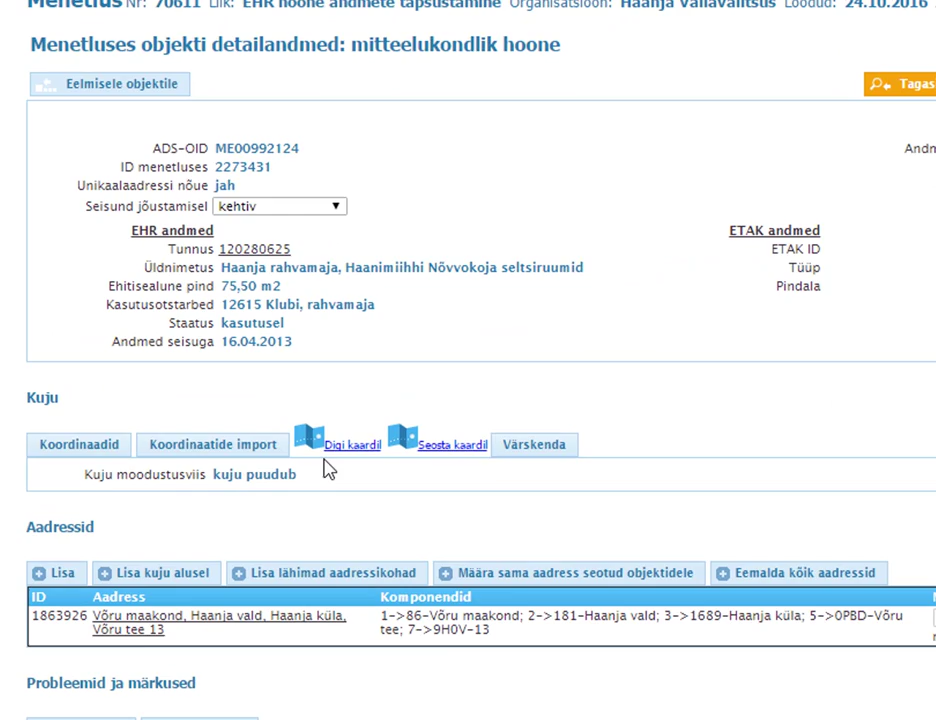 Menetlus Nr: 70611 Liik: EHR hoone andmete täpsustamine Organisatsioon: Haanja Vallavalitsus Loodud: 24.10.2016
Menetluses objekti detailandmed: mitteelukondlik hoone
Eelmisele objektile
Tagas
ADS-OID ME00992124
Andm
ID menetluses 2273431
Unikaalaadressi nõue jah
Seisund jõustamisel kehtiv
EHR andmed
ETAK andmed
Tunnus 120280625
ETAK ID
Üldnimetus Haanja rahvamaja, Haanimiihhi Nõvvokoja seltsiruumid
Tüüp
Ehitisealune pind 75,50 m2
Pindala
Kasutusotstarbed 12615 Klubi, rahvamaja
Staatus kasutusel
Andmed seisuga 16.04.2013
Kuju
Koordinaadid Koordinaatide import Digi kaardil Seosta kaardil Värskenda
Kuju moodustusviis kuju puudub
Aadressid
Lisa Lisa kuju alusel Lisa lähimad aadressikohad Määra sama aadress seotud objektidele Eemalda kõik aadressid
ID Aadress Komponendid
1863926 Võru maakond, Haanja vald, Haanja küla, 1->86-Võru maakond; 2->181-Haanja vald; 3->1689-Haanja küla; 5->0PBD-Võru
Võru tee 13 tee; 7->9H0V-13
Probleemid ja märkused